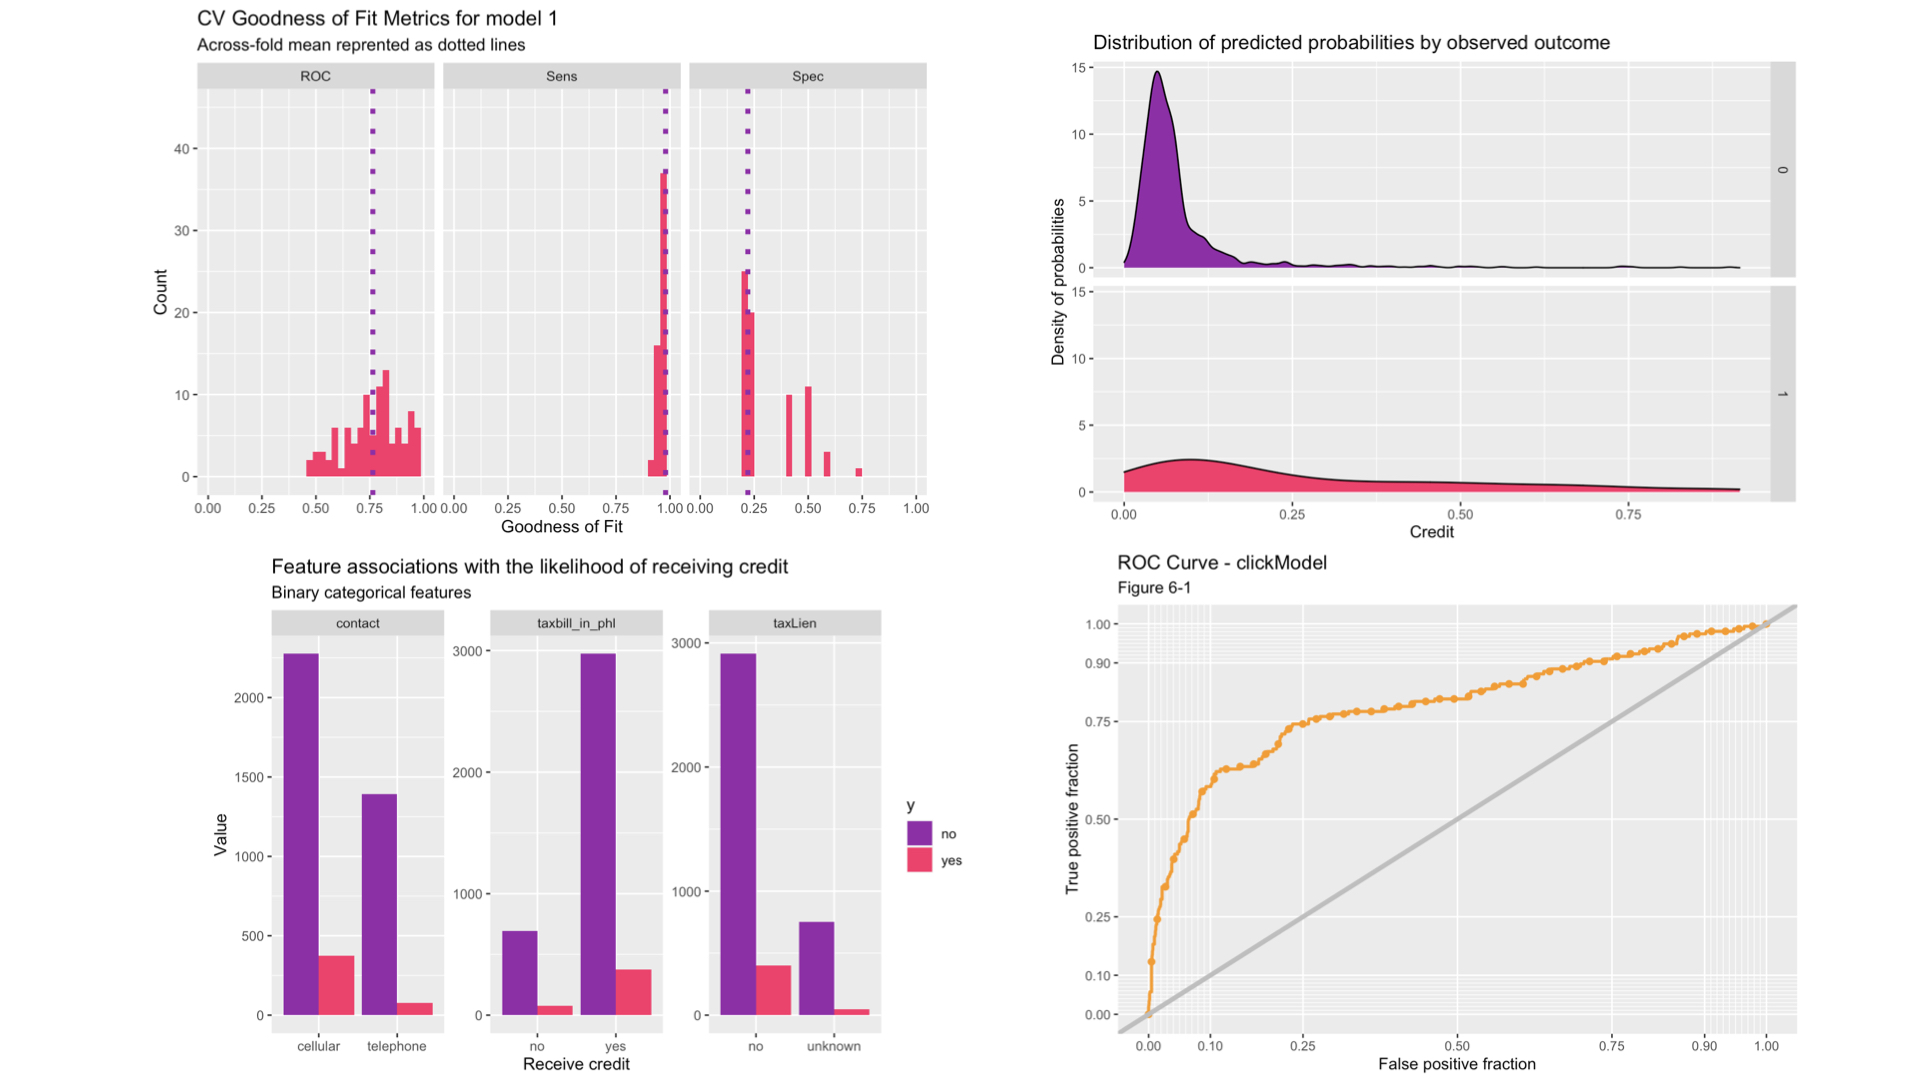 CV Goodness of Fit Metrics for model 1
Across-fold mean reprented as dotted lines
ROC Sens Spec
Count
40
30
20
10
0
0.00 0.25 0.50 0.75 1.00 0.00 0.25 0.50 0.75 1.00 0.00 0.25 0.50 0.75 1.00
Goodness of Fit
Distribution of predicted probabilities by observed outcome
Density of probabilities
15
10
5
0
0
15
10
5
0
1
0.00 0.25 0.50 0.75
Credit
Feature associations with the likelihood of receiving credit
Binary categorical features
contact taxbill_in_phl taxLien
Value
2000
1500
1000
500
0
3000
2000
1000
0
3000
2000
1000
0
cellular telephone no yes no unknown
Receive credit
y
no
yes
ROC Curve - clickModel
Figure 6-1
True positive fraction
1.00
0.90
0.75
0.50
0.25
0.10
0.00
0.00 0.10 0.25 0.50 0.75 0.90 1.00
False positive fraction